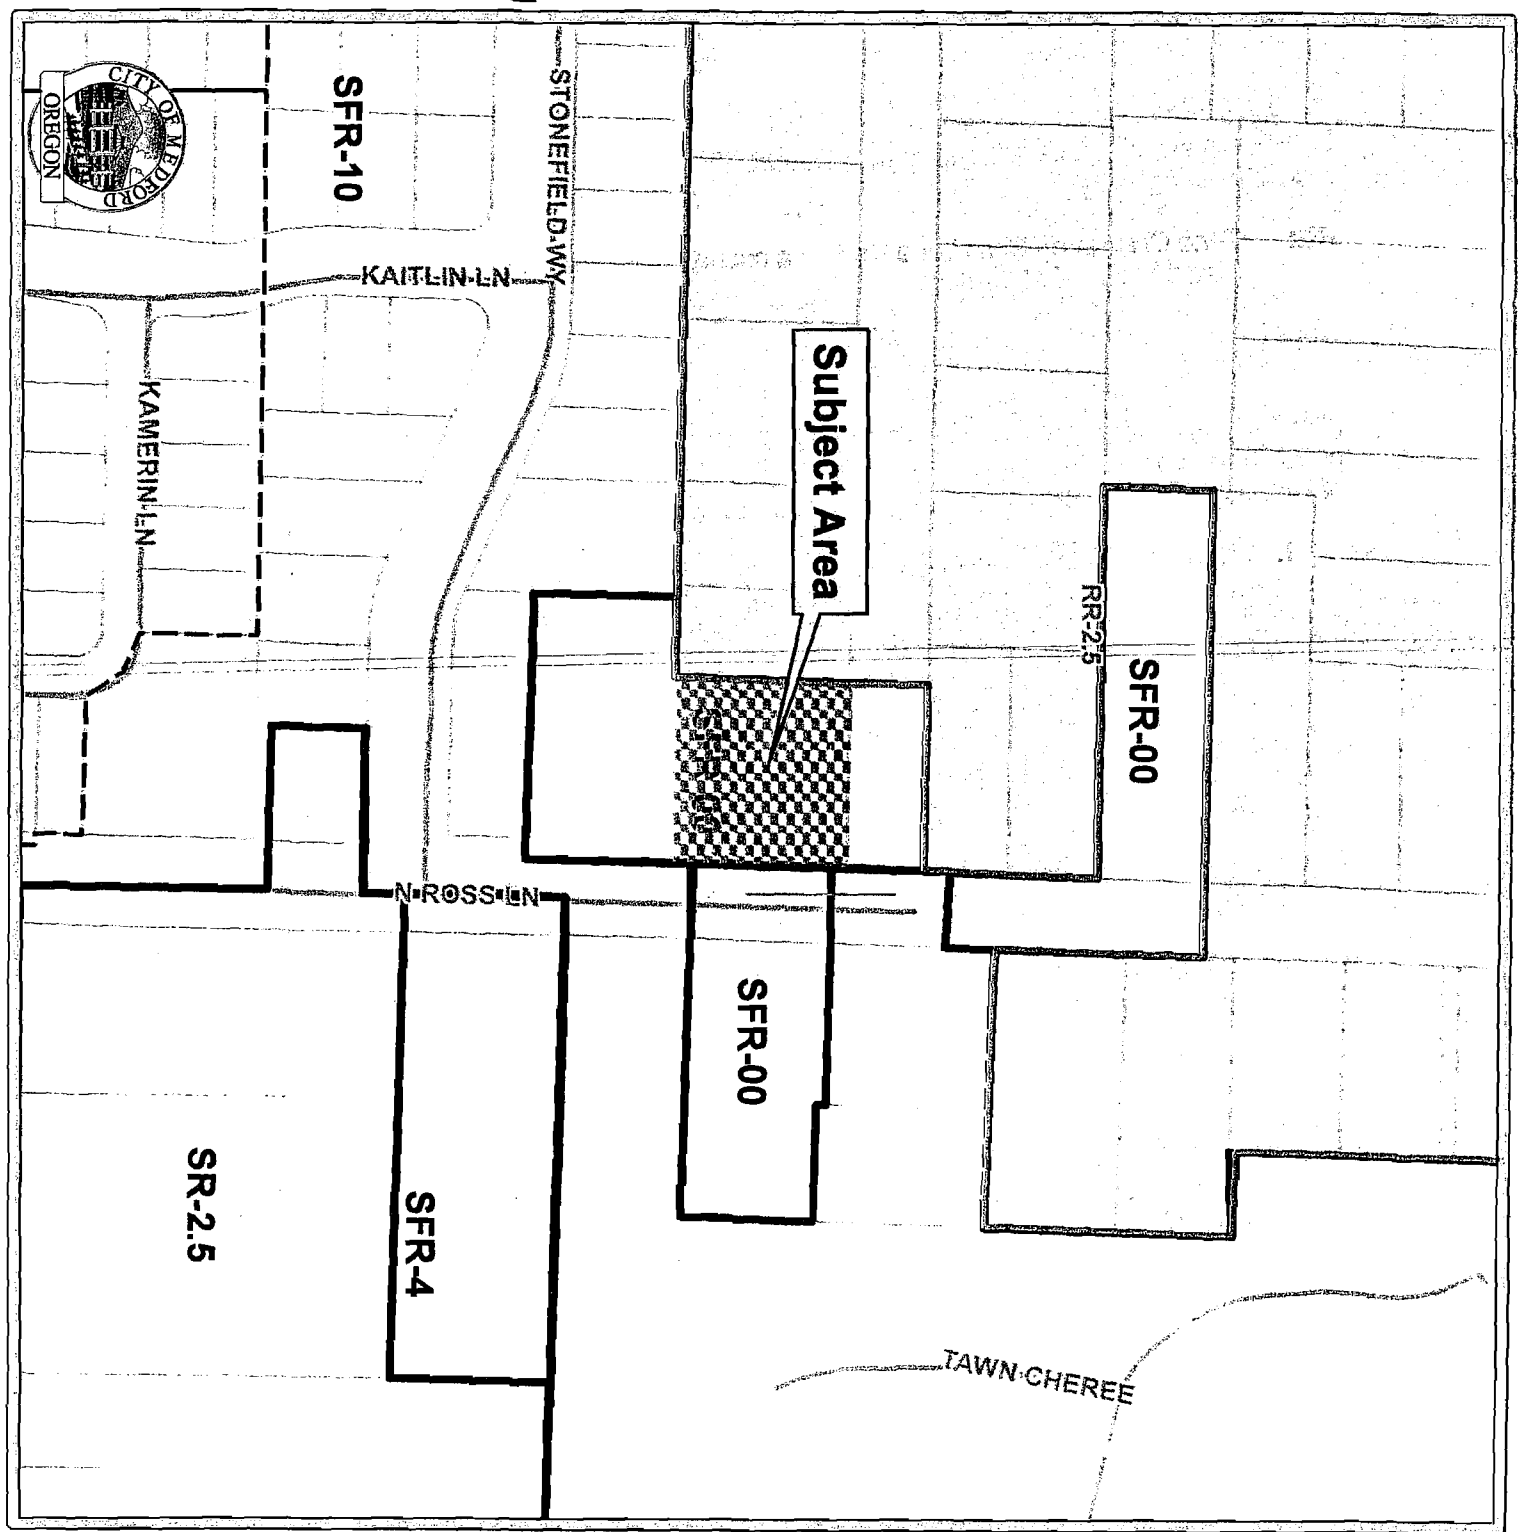 CITY OF MEDFORD
OREGON
SFR-10
STONEFIELD WY
KAITLIN LN
KAMERIN LN
Subject Area
RR-2.5
SFR-00
N ROSS LN
SFR-00
SR-2.5
SFR-4
TAWN CHEREE